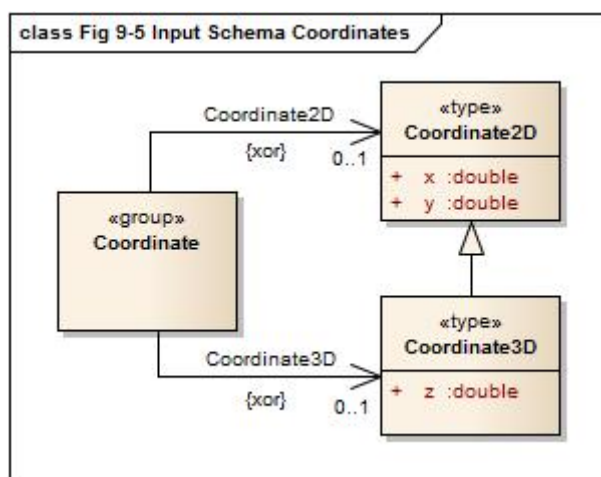 class Fig 9-5 Input Schema Coordinates
Coordinate2D
{xor}
0..1
«type»
Coordinate2D
+ x :double
+ y :double
«group»
Coordinate
Coordinate3D
{xor}
0..1
«type»
Coordinate3D
+ z :double